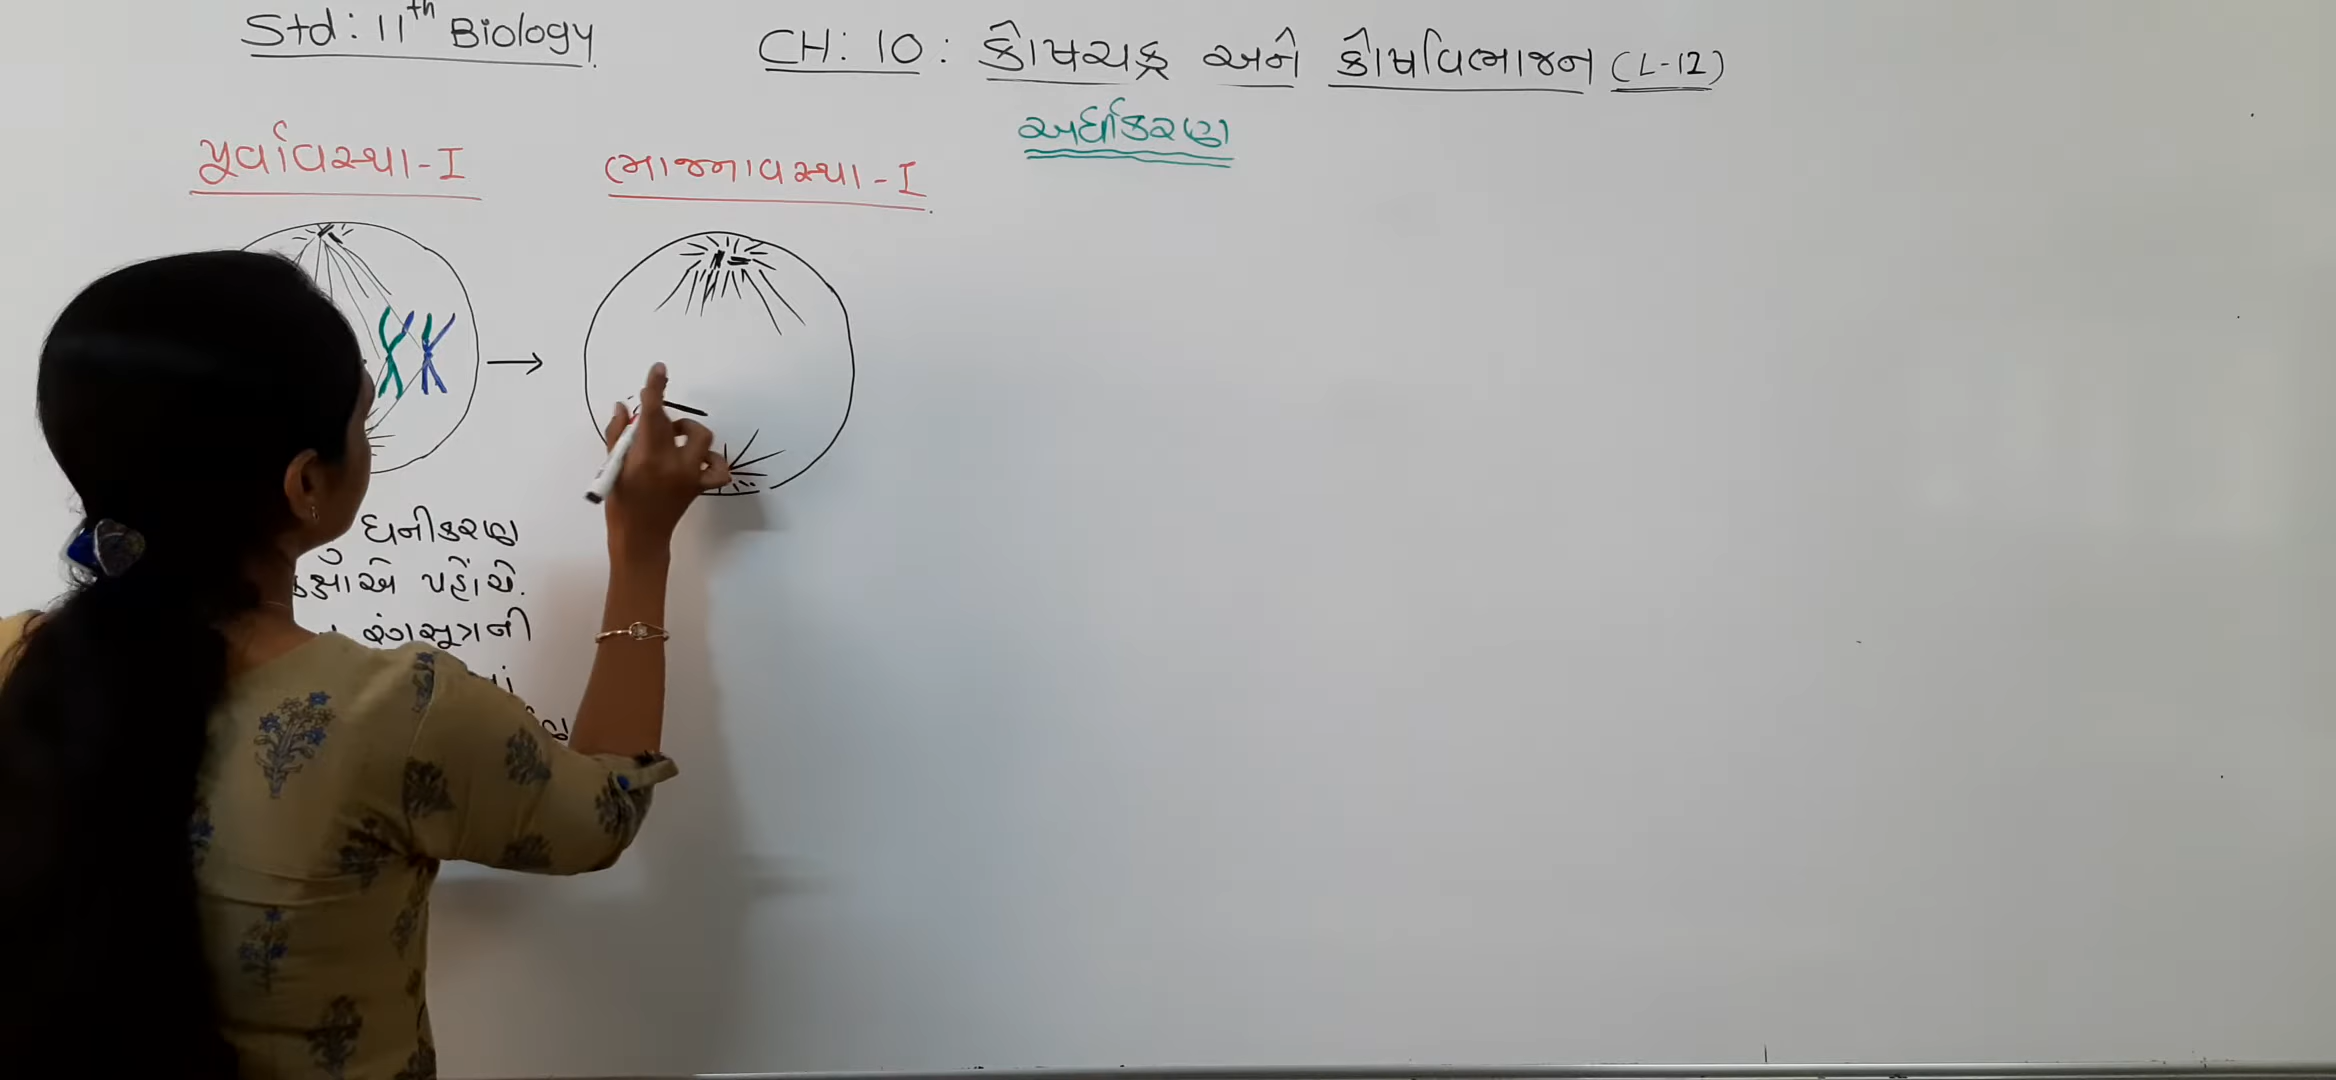 Std: 11th Biology
CH: 10: કોષચક્ર અને કોષવિભાજન (L-12)
અર્ધીકરણ
પૂર્વાવસ્થા-I
ભાજનાવસ્થા-I
ઘનીકરણ
કક્ષાએ પહોંચે.
રંગસૂત્રની